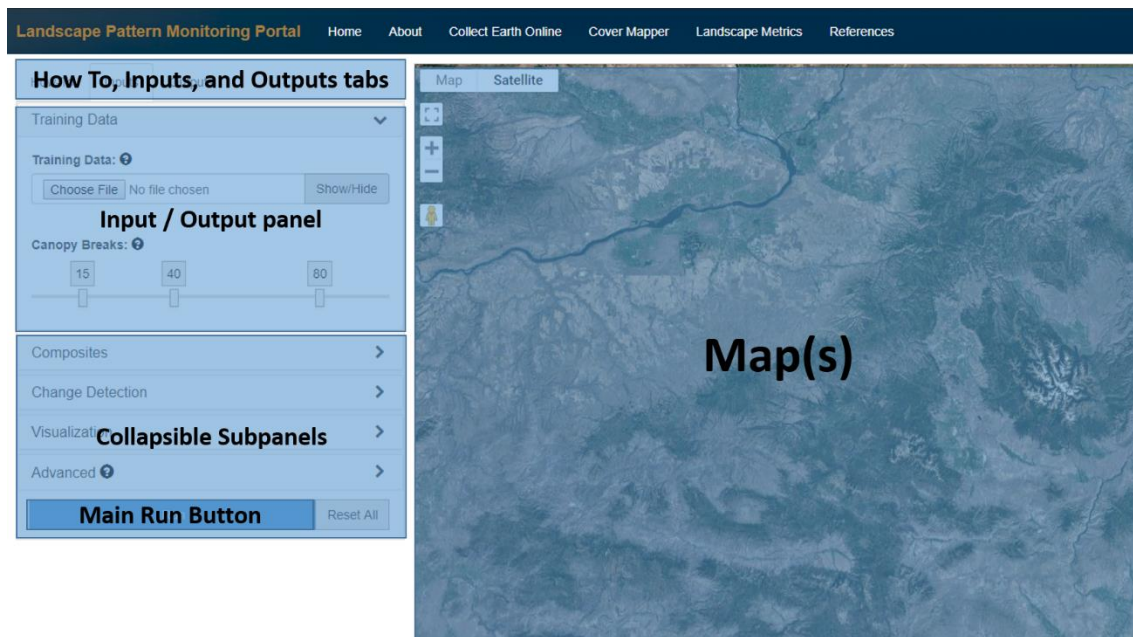 Landscape Pattern Monitoring Portal Home About Collect Earth Online Cover Mapper Landscape Metrics References
How To, Inputs, and Outputs tabs
Map Satellite
Training Data
Training Data:
Choose File No file chosen Show/Hide
Input / Output panel
Canopy Breaks:
15 40 80
Composites
Change Detection
Visualization
Collapsible Subpanels
Advanced
Main Run Button Reset All
Map(s)